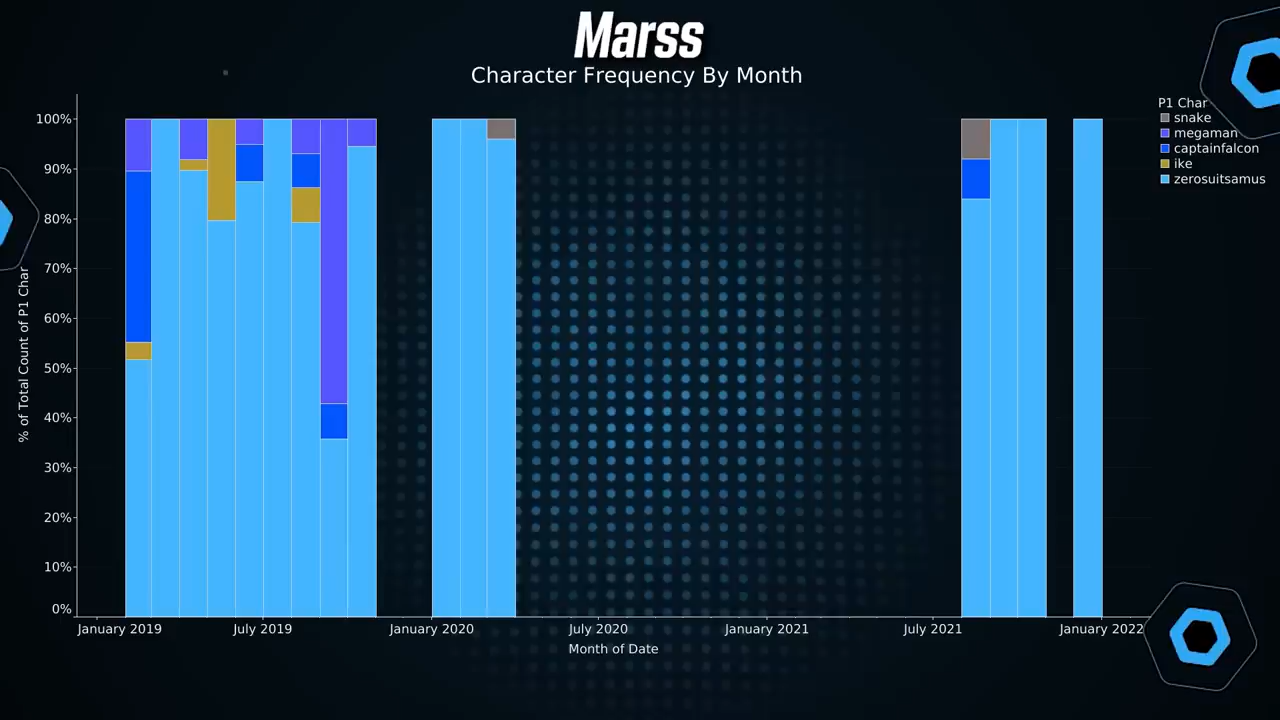 Marss
Character Frequency By Month
P1 Char
snake
megaman
captainfalcon
ike
zerosuitsamus
% of Total Count of P1 Char
100%
90%
80%
70%
60%
50%
40%
30%
20%
10%
0%
January 2019
July 2019
January 2020
July 2020
January 2021
July 2021
January 2022
Month of Date